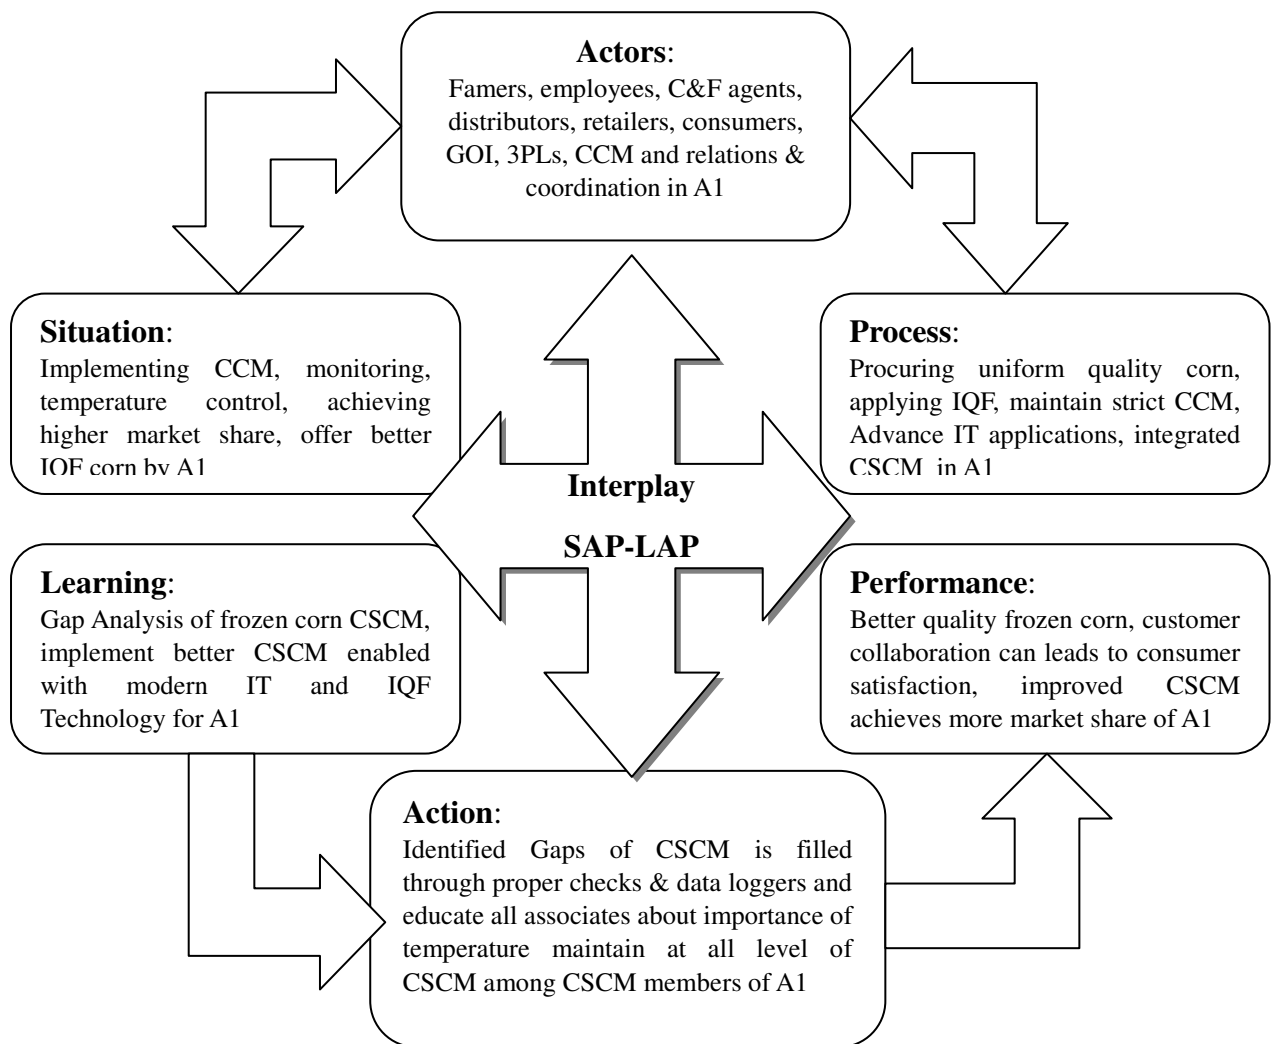 Actors:
Famers, employees, C&F agents,
distributors, retailers, consumers,
GOI, 3PLs, CCM and relations &
coordination in A1
Situation:
Implementing CCM, monitoring,
temperature control, achieving
higher market share, offer better
IQF corn by A1
Process:
Procuring uniform quality corn,
applying IQF, maintain strict CCM,
Advance IT applications, integrated
CSCM in A1
Interplay
SAP-LAP
Learning:
Gap Analysis of frozen corn CSCM,
implement better CSCM enabled
with modern IT and IQF
Technology for A1
Performance:
Better quality frozen corn, customer
collaboration can leads to consumer
satisfaction, improved CSCM
achieves more market share of A1
Action:
Identified Gaps of CSCM is filled
through proper checks & data loggers and
educate all associates about importance of
temperature maintain at all level of
CSCM among CSCM members of A1